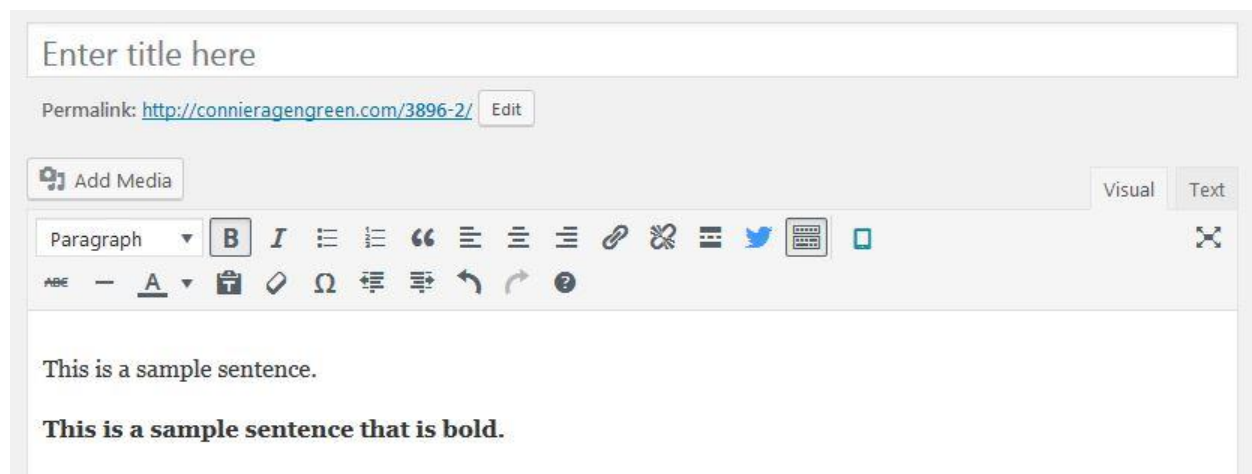 Enter title here
Permalink: http://connieragengreen.com/3896-2/ Edit
Add Media
Visual Text
Paragraph B I
ABC A T Ω
This is a sample sentence.
This is a sample sentence that is bold.